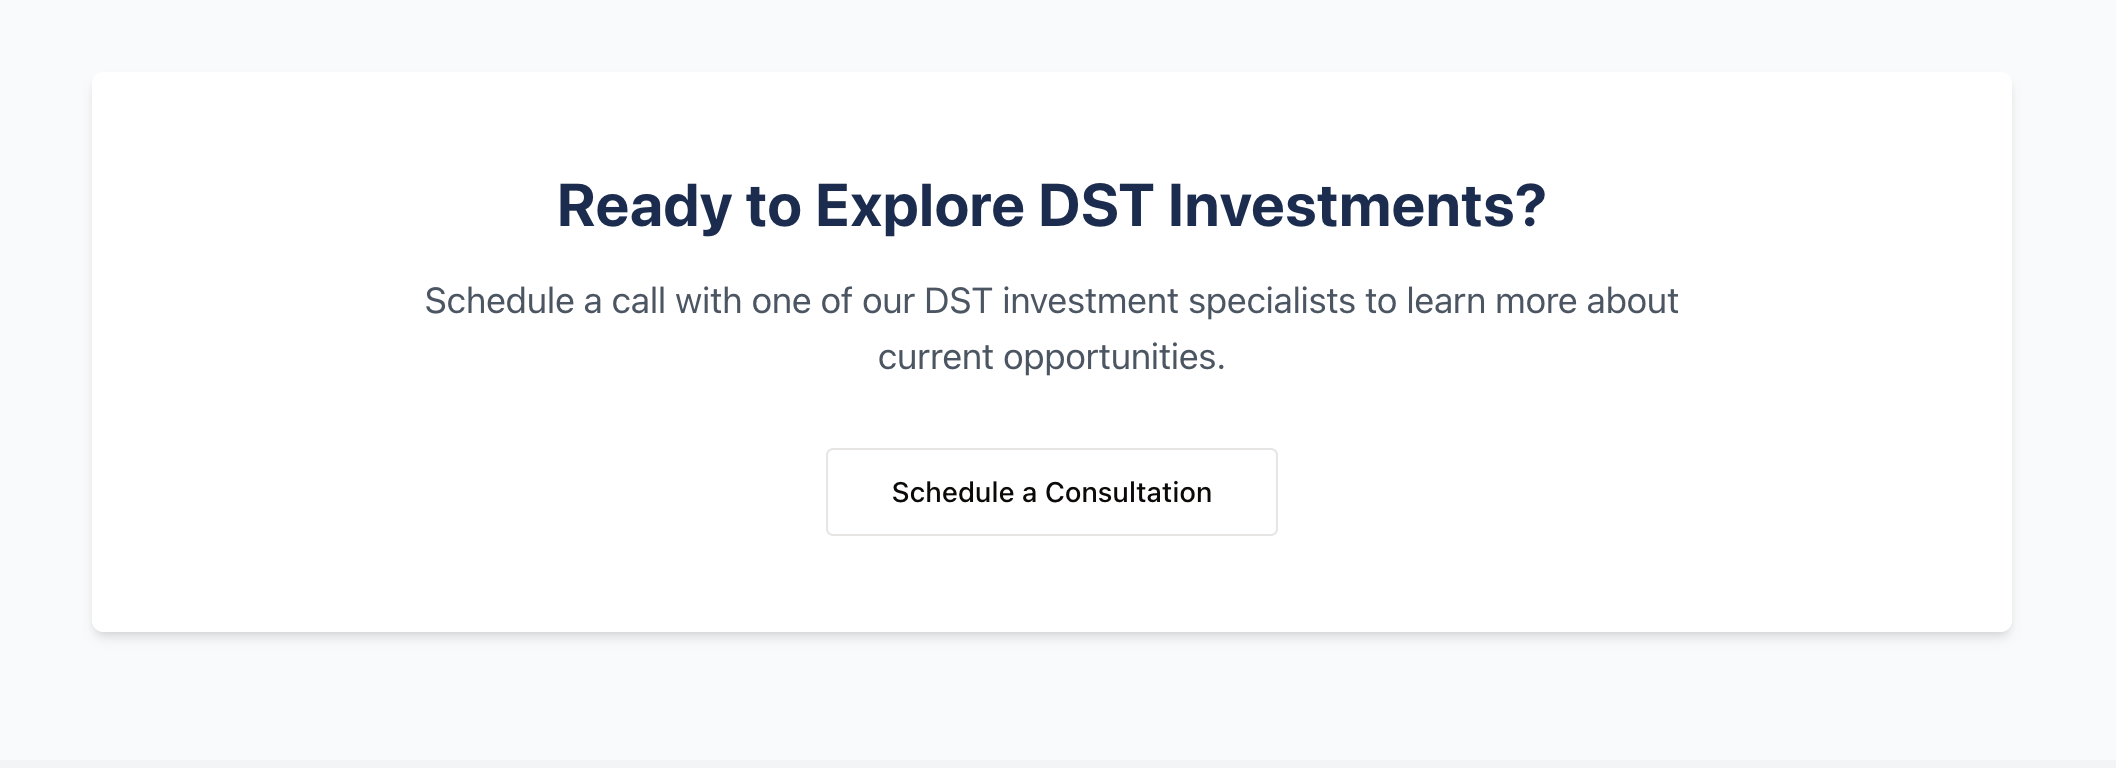 Ready to Explore DST Investments?
Schedule a call with one of our DST investment specialists to learn more about
current opportunities.
Schedule a Consultation